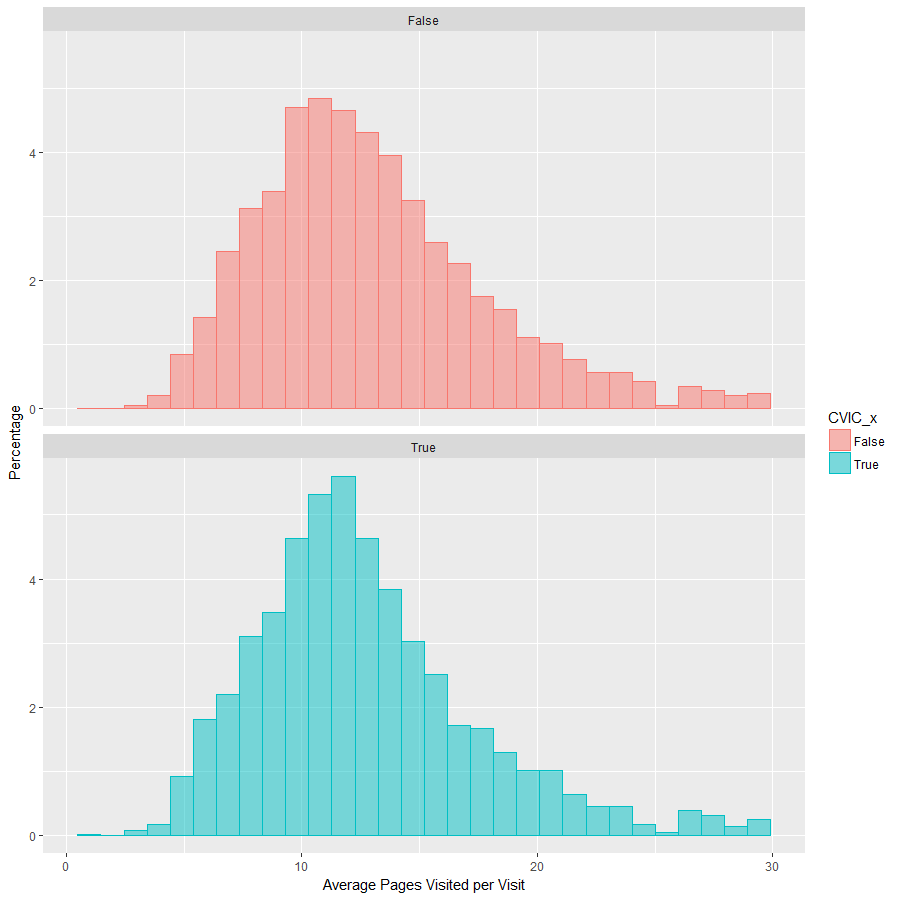 False
4
2
0
Percentage
True
4
2
0
0 10 20 30
Average Pages Visited per Visit
CVIC_x
False
True